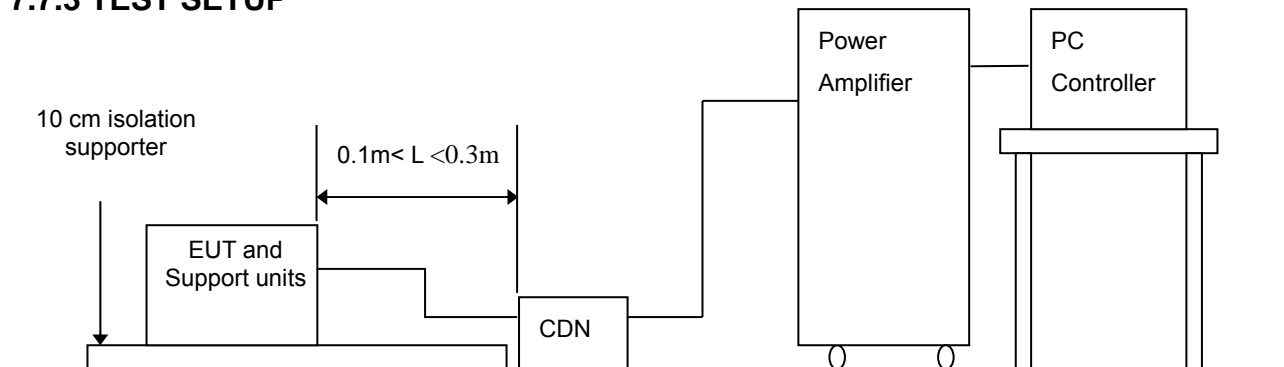 7.7.3 TEST SETUP
Power
Amplifier
PC
Controller
10 cm isolation
supporter
0.1m< L <0.3m
EUT and
Support units
CDN